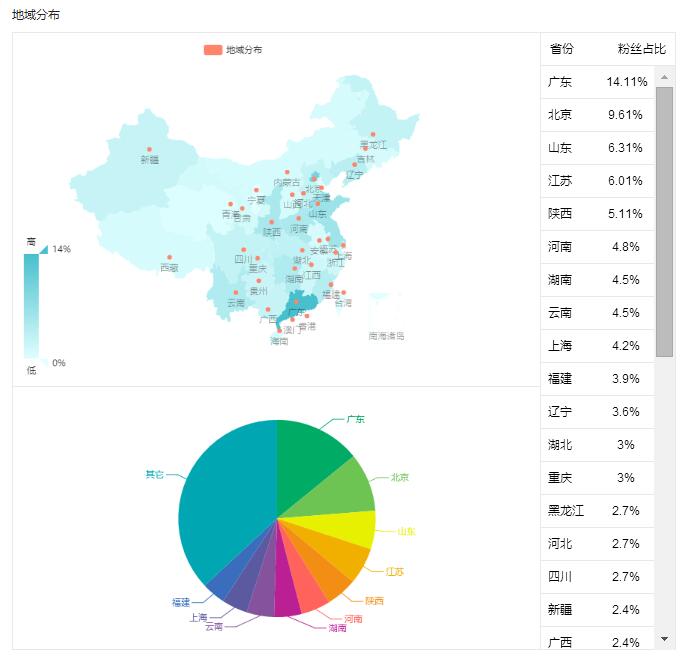 地域分布
地域分布
省份 粉丝占比
广东 14.11%
北京 9.61%
山东 6.31%
江苏 6.01%
陕西 5.11%
河南 4.8%
湖南 4.5%
云南 4.5%
上海 4.2%
福建 3.9%
辽宁 3.6%
湖北 3%
重庆 3%
黑龙江 2.7%
河北 2.7%
四川 2.7%
新疆 2.4%
广西 2.4%
黑龙江
吉林
新疆
辽宁
内蒙古
北京
天津
宁夏
山西
河北
青海
甘肃
山东
陕西
河南
高
14%
四川
湖北
安徽
江苏
上海
浙江
西藏
重庆
湖南
江西
贵州
云南
福建
台湾
广东
广西
澳门
香港
海南
南海诸岛
0%
低
广东
其它
北京
山东
江苏
陕西
福建
上海
云南
河南
湖南